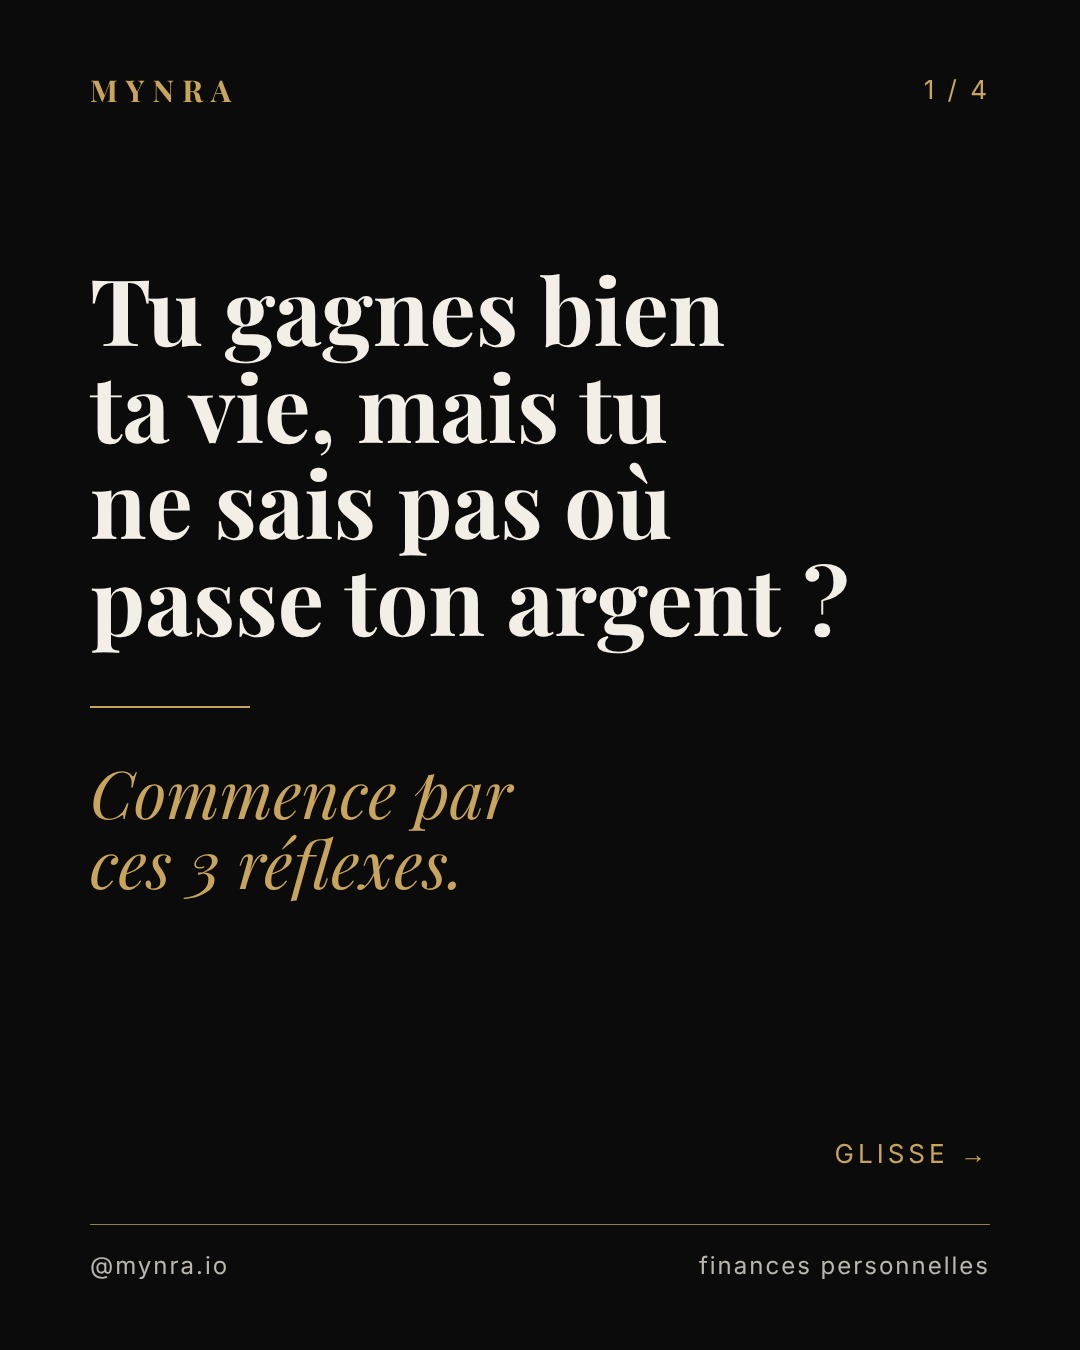 MYNRA
1 / 4
Tu gagnes bien
ta vie, mais tu
ne sais pas où
passe ton argent ?
Commence par
ces 3 réflexes.
GLISSE →
@mynra.io
finances personnelles